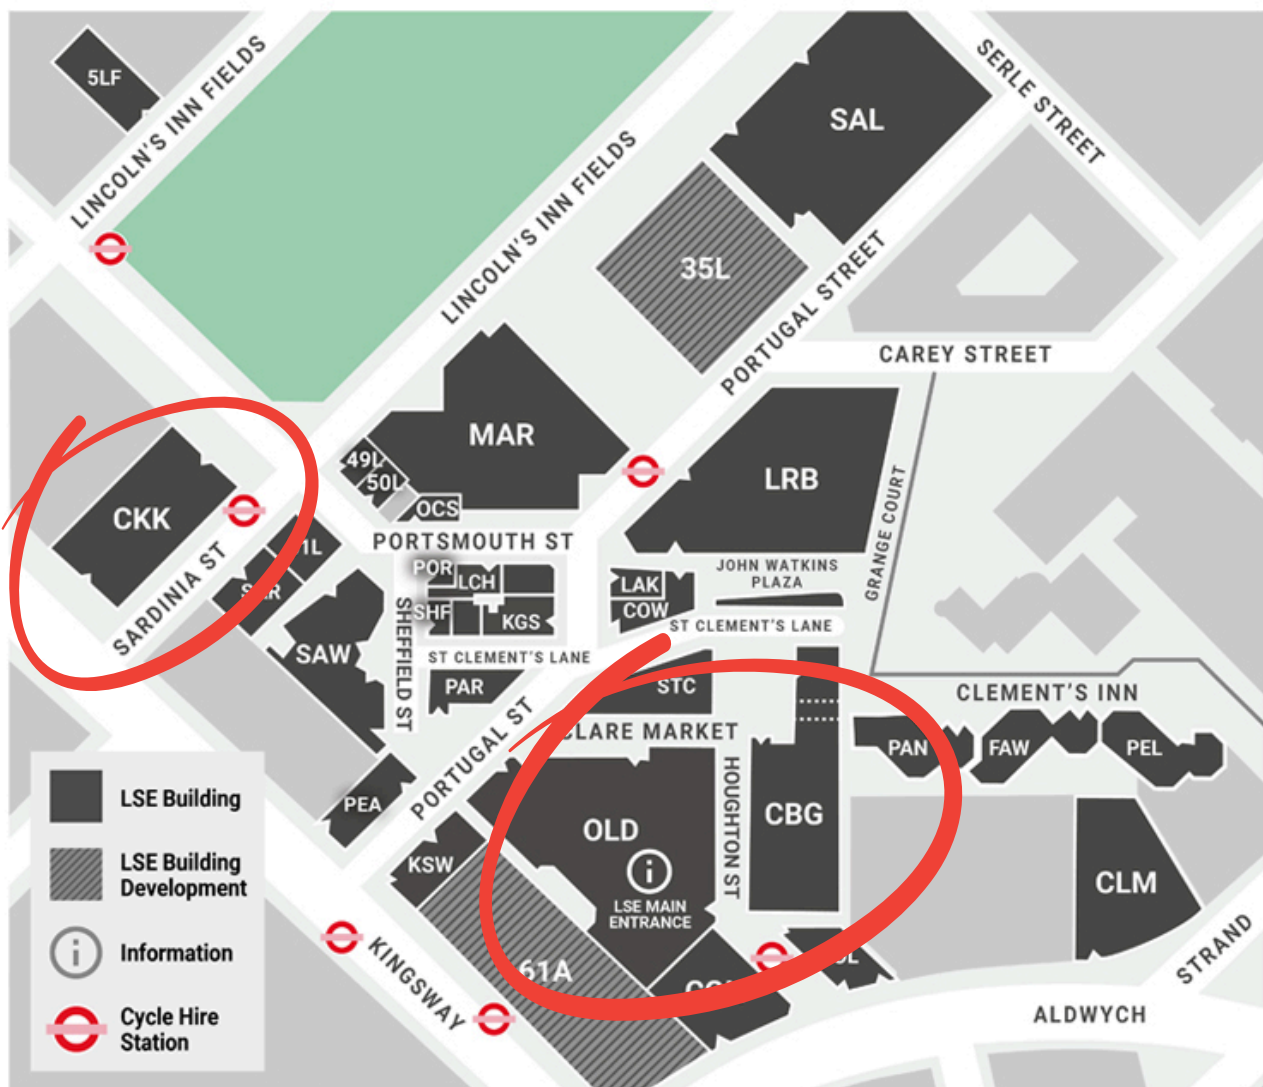 5LF
LINCOLN'S INN FIELDS
LINCOLN'S INN FIELDS
SAL
SERLE STREET
35L
PORTUGAL STREET
CAREY STREET
MAR
49L
50L
OCS
LRB
GRANGE COURT
CKK
SARDINIA ST
PORTSMOUTH ST
POR
LCH
SHF
KGS
SHEFFIELD ST
LAK
COW
JOHN WATKINS
PLAZA
ST CLEMENT'S LANE
ST CLEMENT'S LANE
SAW
PAR
STC
CLARE MARKET
CLEMENT'S INN
PAN
FAW
PEL
PORTUGAL ST
PEA
HOUGHTON ST
OLD
CBG
LSE MAIN
ENTRANCE
KSW
CLM
61A
KINGSWAY
STRAND
ALDWYCH
LSE Building
LSE Building
Development
Information
Cycle Hire
Station